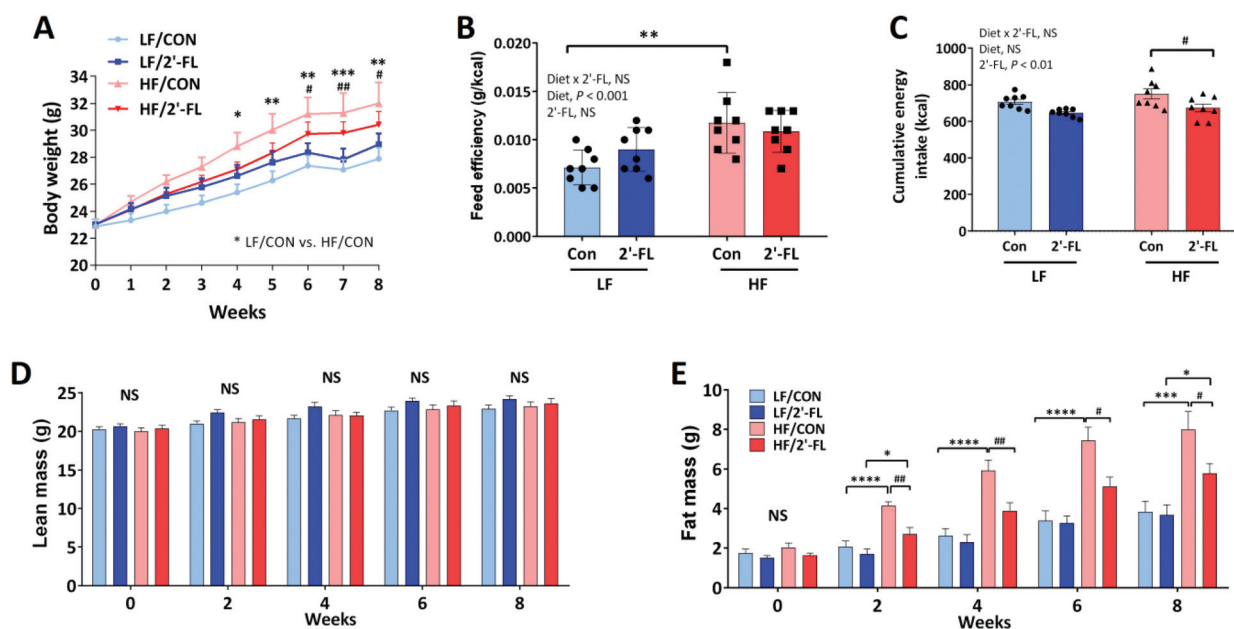 A
LF/CON
LF/2'-FL
HF/CON
HF/2'-FL
Body weight (g)
34
32
30
28
26
24
22
20
* ** ** *** **
# ## #
* LF/CON vs. HF/CON
0 1 2 3 4 5 6 7 8
Weeks
B
Feed efficiency (g/kcal)
0.020
0.015
0.010
0.005
0.000
**
Diet x 2'-FL, NS
Diet, P < 0.001
2'-FL, NS
Con 2'-FL Con 2'-FL
LF HF
C
Cumulative energy
intake (kcal)
1000
800
600
400
200
0
Diet x 2'-FL, NS
Diet, NS
2'-FL, P < 0.01
#
Con 2'-FL Con 2'-FL
LF HF
D
Lean mass (g)
25
20
15
10
5
0
NS NS NS NS NS
0 2 4 6 8
Weeks
E
LF/CON
LF/2'-FL
HF/CON
HF/2'-FL
Fat mass (g)
10
8
6
4
2
0
NS
*
**** ##
**** ##
**** #
*
*** #
0 2 4 6 8
Weeks